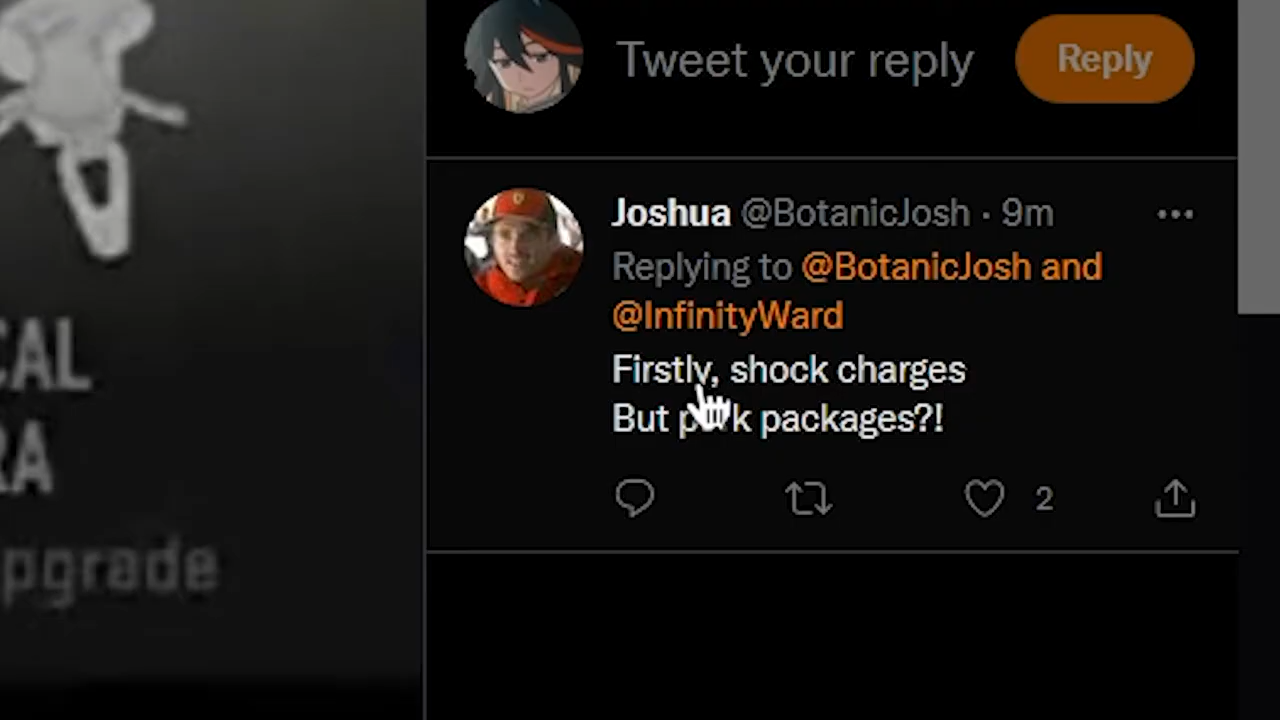 Tweet your reply
Reply
Joshua @BotanicJosh · 9m
Replying to @BotanicJosh and
@InfinityWard
Firstly, shock charges
But perk packages?!
2
CAL
RA
pgrade